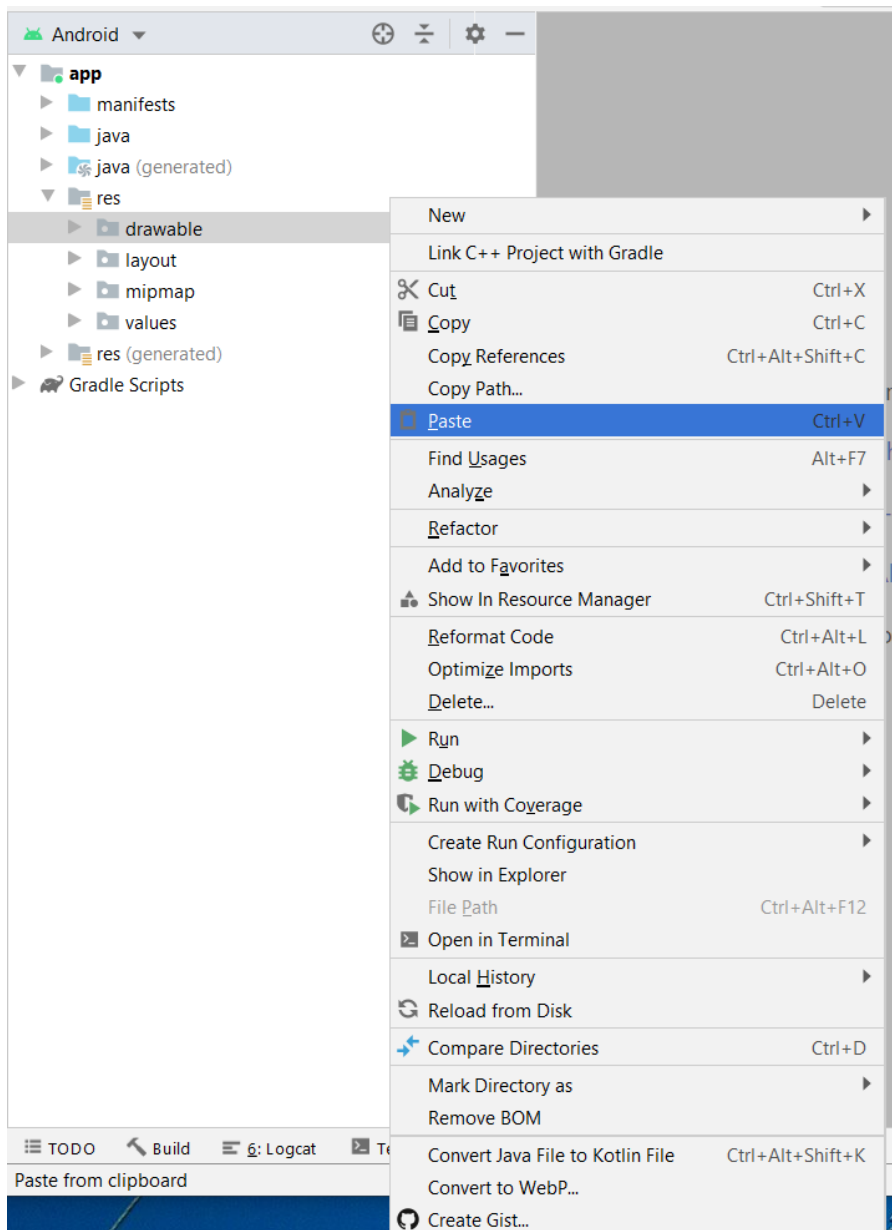 Android
app
manifests
java
java (generated)
res
drawable
layout
mipmap
values
res (generated)
Gradle Scripts
New
Link C++ Project with Gradle
Cut Ctrl+X
Copy Ctrl+C
Copy References Ctrl+Alt+Shift+C
Copy Path...
Paste Ctrl+V
Find Usages Alt+F7
Analyze
Refactor
Add to Favorites
Show In Resource Manager Ctrl+Shift+T
Reformat Code Ctrl+Alt+L
Optimize Imports Ctrl+Alt+O
Delete... Delete
Run
Debug
Run with Coverage
Create Run Configuration
Show in Explorer
File Path Ctrl+Alt+F12
Open in Terminal
Local History
Reload from Disk
Compare Directories Ctrl+D
Mark Directory as
Remove BOM
Convert Java File to Kotlin File Ctrl+Alt+Shift+K
Convert to WebP...
Create Gist...
TODO Build 6: Logcat
Paste from clipboard